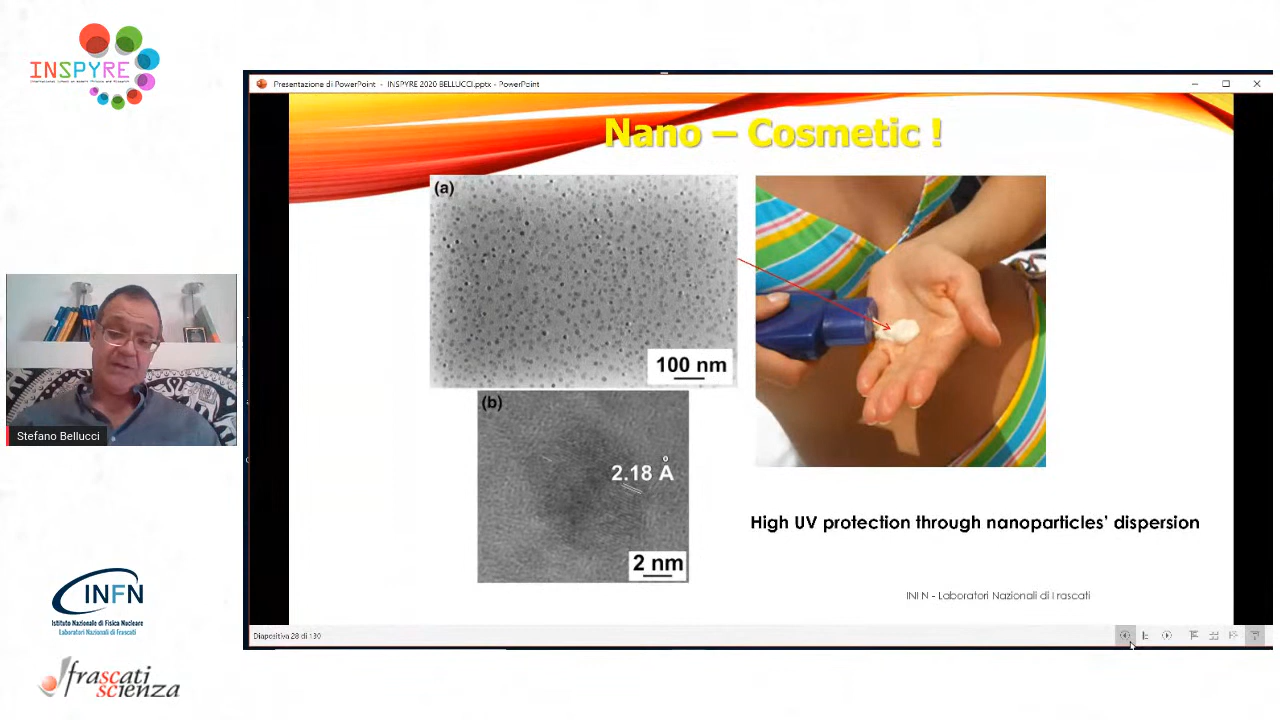 INSPYRE
Presentazione di PowerPoint - INSPYRE 2020 BELLUCCI.pptx - PowerPoint
Nano – Cosmetic !
(a)
100 nm
(b)
2.18 Å
2 nm
High UV protection through nanoparticles' dispersion
INI N - Laboratori Nazionali di I rascati
Diapositiva 28 di 130
Stefano Bellucci
INFN
Istituto Nazionale di Fisica Nucleare
Laboratori Nazionali di Frascati
frascati
scienza